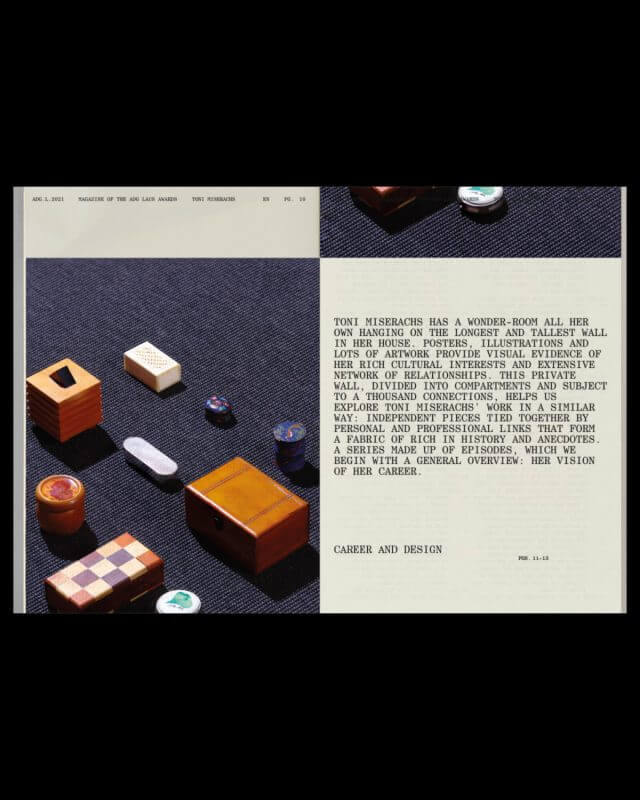 ADG L.2021 MAGAZINE OF THE ADG LAUS AWARDS TONI MISERACHS EN PG. 10
TONI MISERACHS HAS A WONDER-ROOM ALL HER
OWN HANGING ON THE LONGEST AND TALLEST WALL
IN HER HOUSE. POSTERS, ILLUSTRATIONS AND
LOTS OF ARTWORK PROVIDE VISUAL EVIDENCE OF
HER RICH CULTURAL INTERESTS AND EXTENSIVE
NETWORK OF RELATIONSHIPS. THIS PRIVATE
WALL, DIVIDED INTO COMPARTMENTS AND SUBJECT
TO A THOUSAND CONNECTIONS, HELPS US
EXPLORE TONI MISERACHS' WORK IN A SIMILAR
WAY: INDEPENDENT PIECES TIED TOGETHER BY
PERSONAL AND PROFESSIONAL LINKS THAT FORM
A FABRIC OF RICH IN HISTORY AND ANECDOTES.
A SERIES MADE UP OF EPISODES, WHICH WE
BEGIN WITH A GENERAL OVERVIEW: HER VISION
OF HER CAREER.
CAREER AND DESIGN
PGS. 11-13